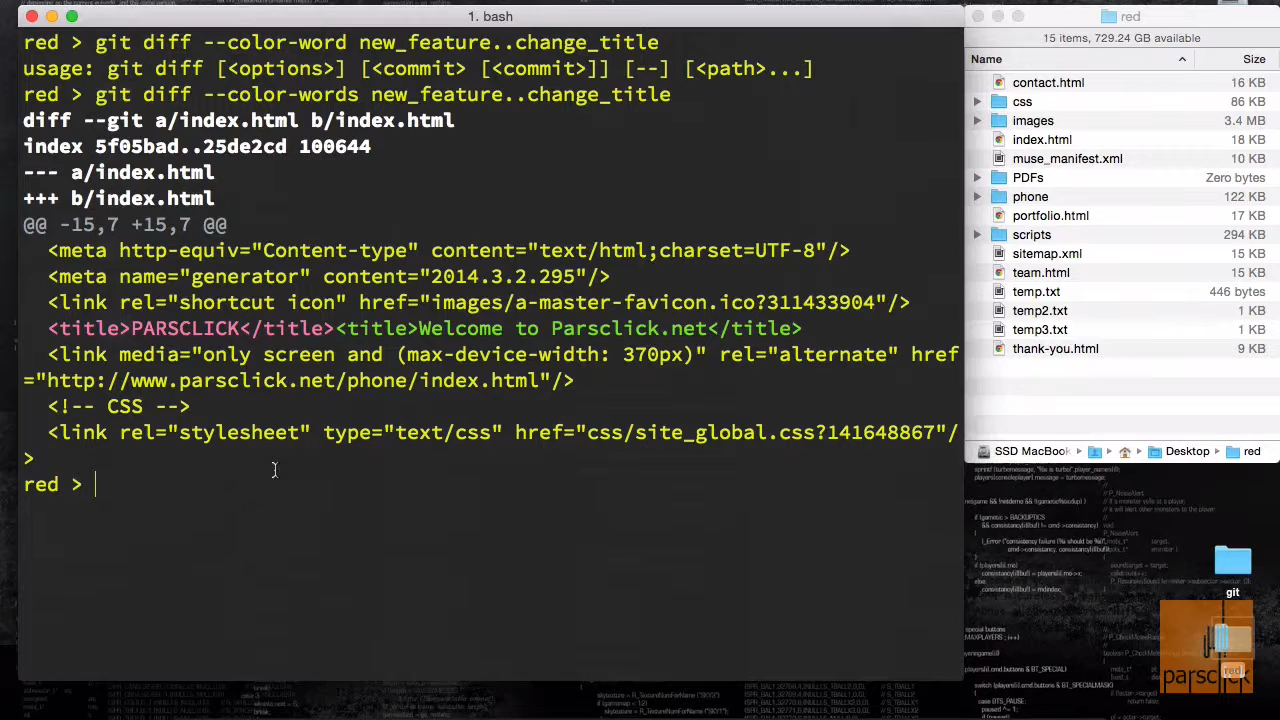 1. bash
red > git diff --color-word new_feature..change_title
usage: git diff [<options>] [<commit> [<commit>]] [--] [<path>...]
red > git diff --color-words new_feature..change_title
diff --git a/index.html b/index.html
index 5f05bad..25de2cd 100644
--- a/index.html
+++ b/index.html
@@ -15,7 +15,7 @@
<meta http-equiv="Content-type" content="text/html;charset=UTF-8"/>
<meta name="generator" content="2014.3.2.295"/>
<link rel="shortcut icon" href="images/a-master-favicon.ico?311433904"/>
<title>PARSCLICK</title><title>Welcome to Parsclick.net</title>
<link media="only screen and (max-device-width: 370px)" rel="alternate" href
="http://www.parsclick.net/phone/index.html"/>
<!-- CSS -->
<link rel="stylesheet" type="text/css" href="css/site_global.css?141648867"/
>
red >
red
15 items, 729.24 GB available
Name Size
contact.html 16 KB
css 86 KB
images 3.4 MB
index.html 18 KB
muse_manifest.xml 10 KB
PDFs Zero bytes
phone 122 KB
portfolio.html 17 KB
scripts 294 KB
sitemap.xml 15 KB
team.html 15 KB
temp.txt 446 bytes
temp2.txt 1 KB
temp3.txt 1 KB
thank-you.html 9 KB
SSD MacBook Desktop red
git
red
parsclick